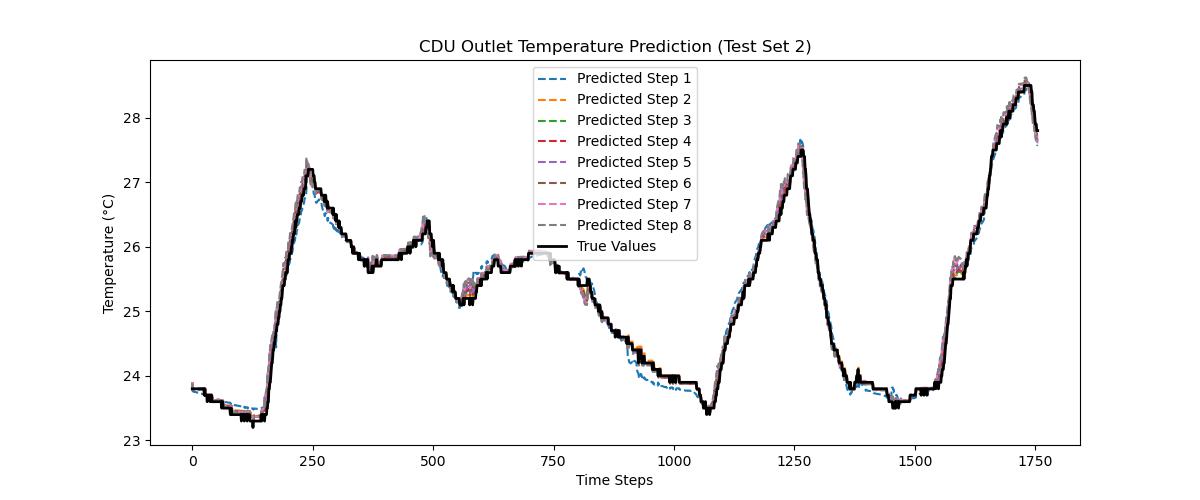 CDU Outlet Temperature Prediction (Test Set 2)
Predicted Step 1
Predicted Step 2
Predicted Step 3
Predicted Step 4
Predicted Step 5
Predicted Step 6
Predicted Step 7
Predicted Step 8
True Values
Temperature (°C)
28
27
26
25
24
23
0
250
500
750
1000
1250
1500
1750
Time Steps